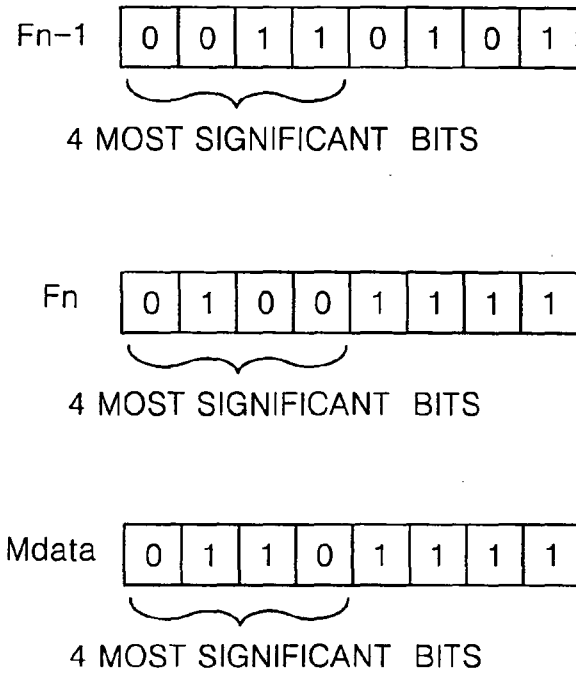 Fn-1 0 0 1 1 0 1 0 1
4 MOST SIGNIFICANT BITS
Fn 0 1 0 0 1 1 1 1
4 MOST SIGNIFICANT BITS
Mdata 0 1 1 0 1 1 1 1
4 MOST SIGNIFICANT BITS